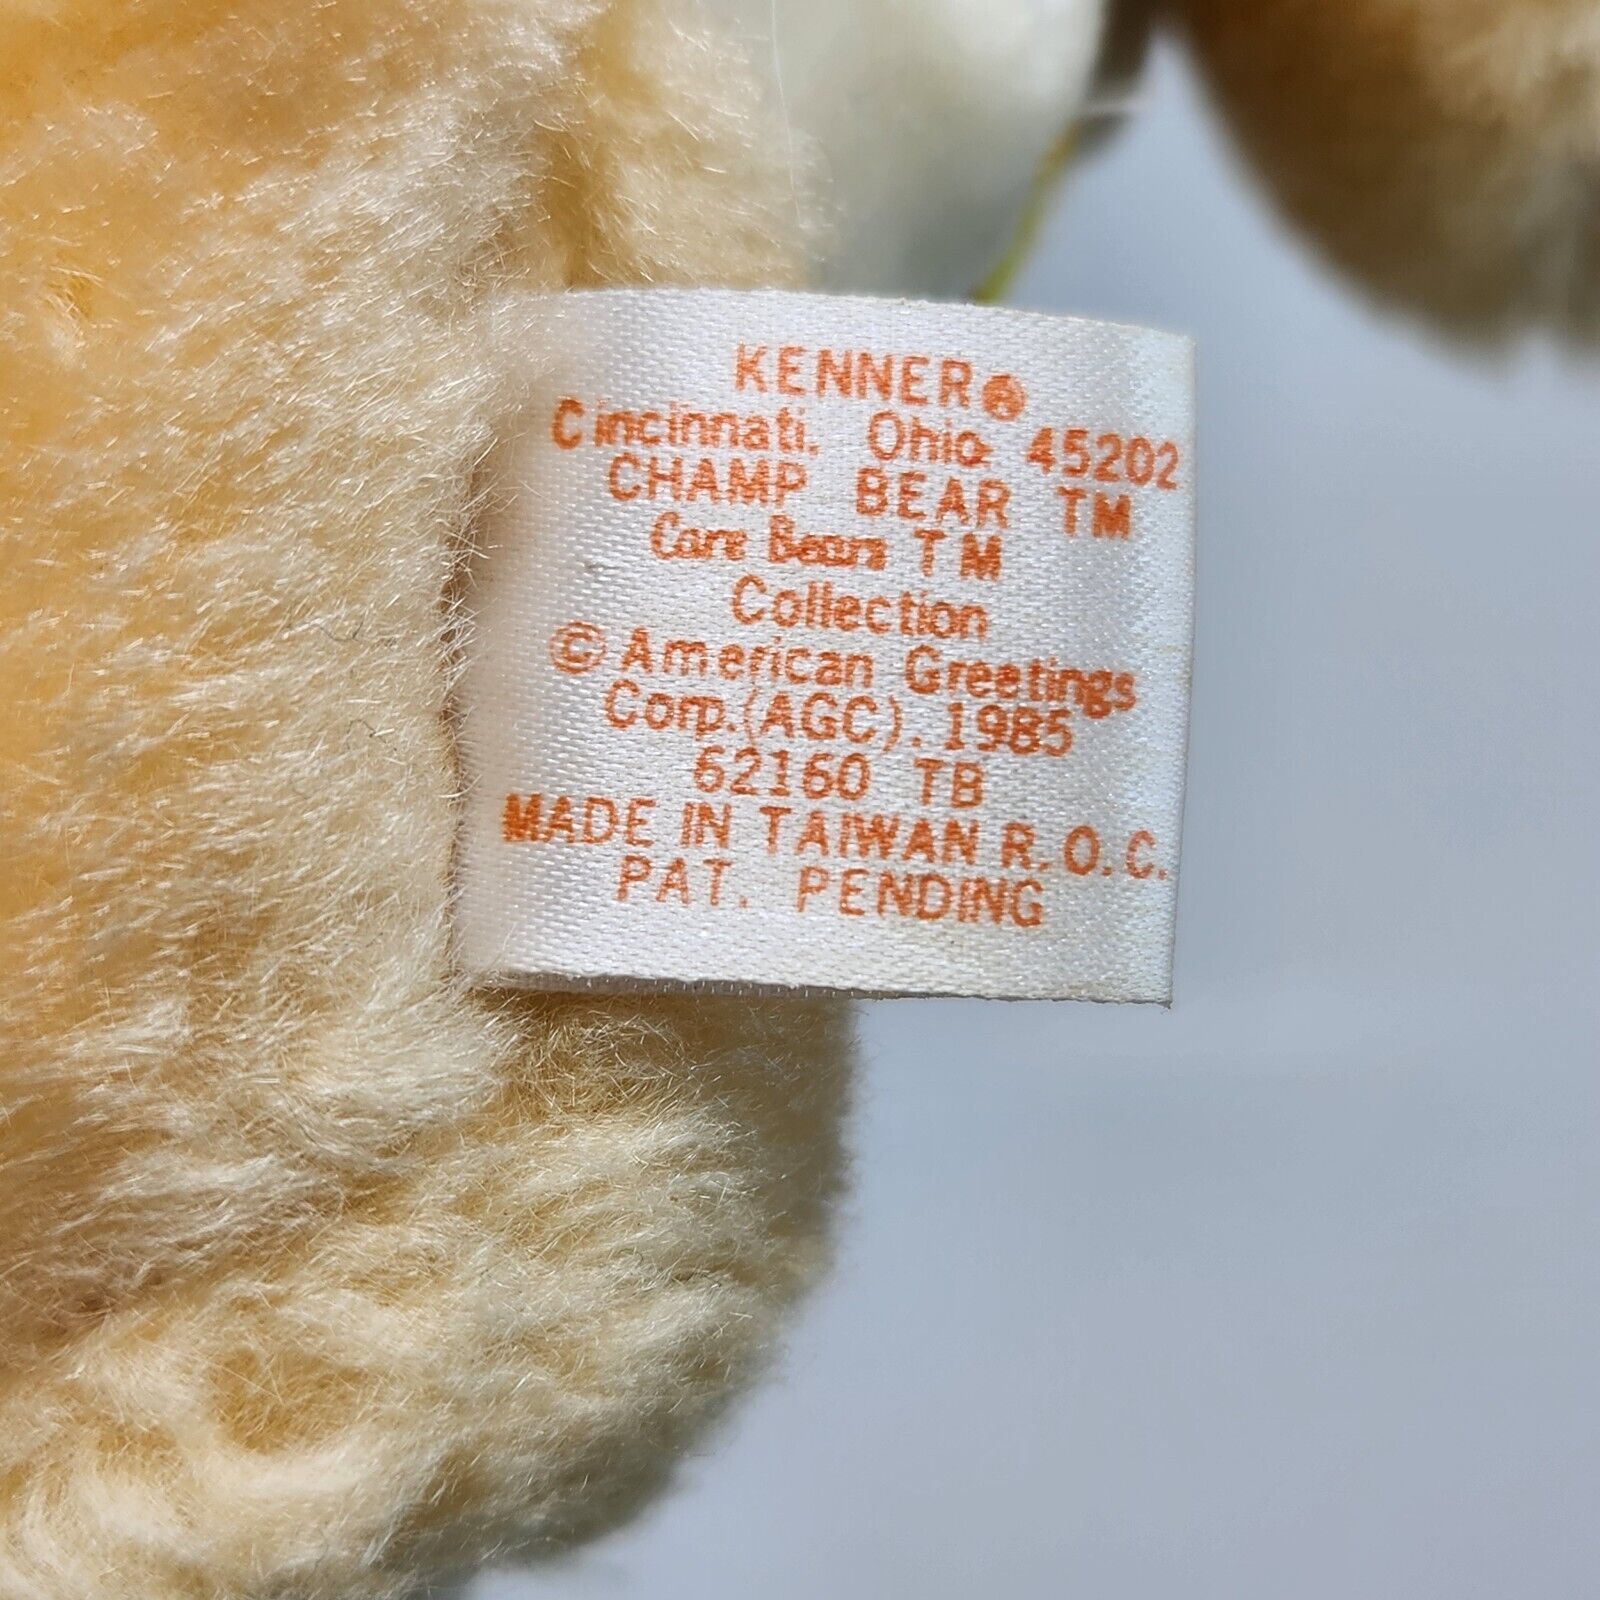 KENNER®
Cincinnati. Ohio. 45202
CHAMP BEAR TM
Care Bears TM
Collection
© American Greetings
Corp.(AGC). 1985
62160 TB
MADE IN TAIWAN R.O.C.
PAT. PENDING